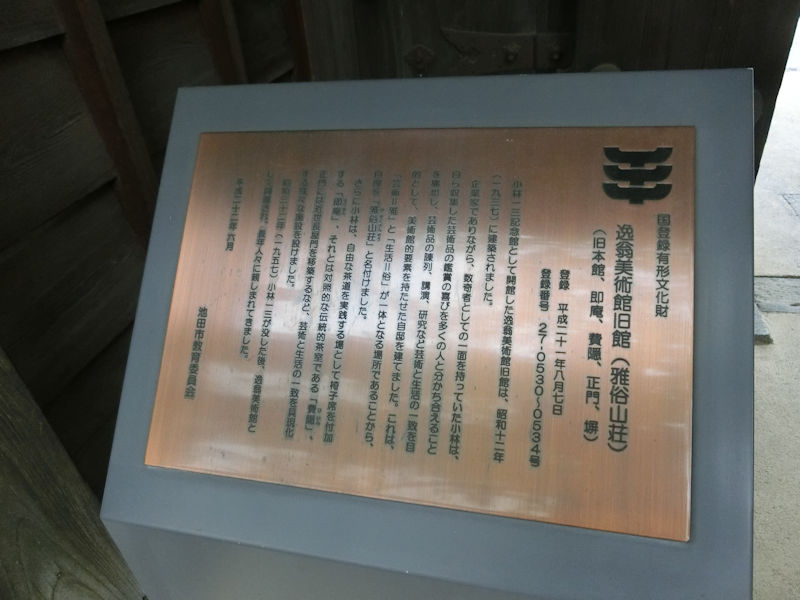 国登録有形文化財
逸翁美術館旧館(雅俗山荘)
(旧本館、即庵、費隠、正門、塀)
登録 平成二十一年八月七日
登録番号 27-0530~0534号
小林一三記念館として開館した逸翁美術館旧館は、昭和十二年
(一九三七)に建築されました。
企業家でありながら、数奇者としての一面を持っていた小林は、
自ら収集した芸術品の鑑賞の喜びを多くの人と分かち合えること
を痛切し、芸術品の陳列、講演、研究など芸術と生活の一致を目
的として、美術館的要素を持たせた自邸を建てました。これは、
「芸術=雅」と「生活=俗」が一体となる場所であることから、
自邸を「雅俗山荘」と名付けました。
さらに小林は、自由な茶道を実践する場として椅子席を付加
する「即庵」、それとは対照的な伝統的茶室である「費隠」、
正門には近世長屋門を移築するなど、芸術と生活の一致を具現化
する様々な施設を設けました。
昭和三十二年(一九五七)小林一三が没した後、逸翁美術館と
して開館され、長年人々に親しまれてきました。
平成二十二年六月
池田市教育委員会